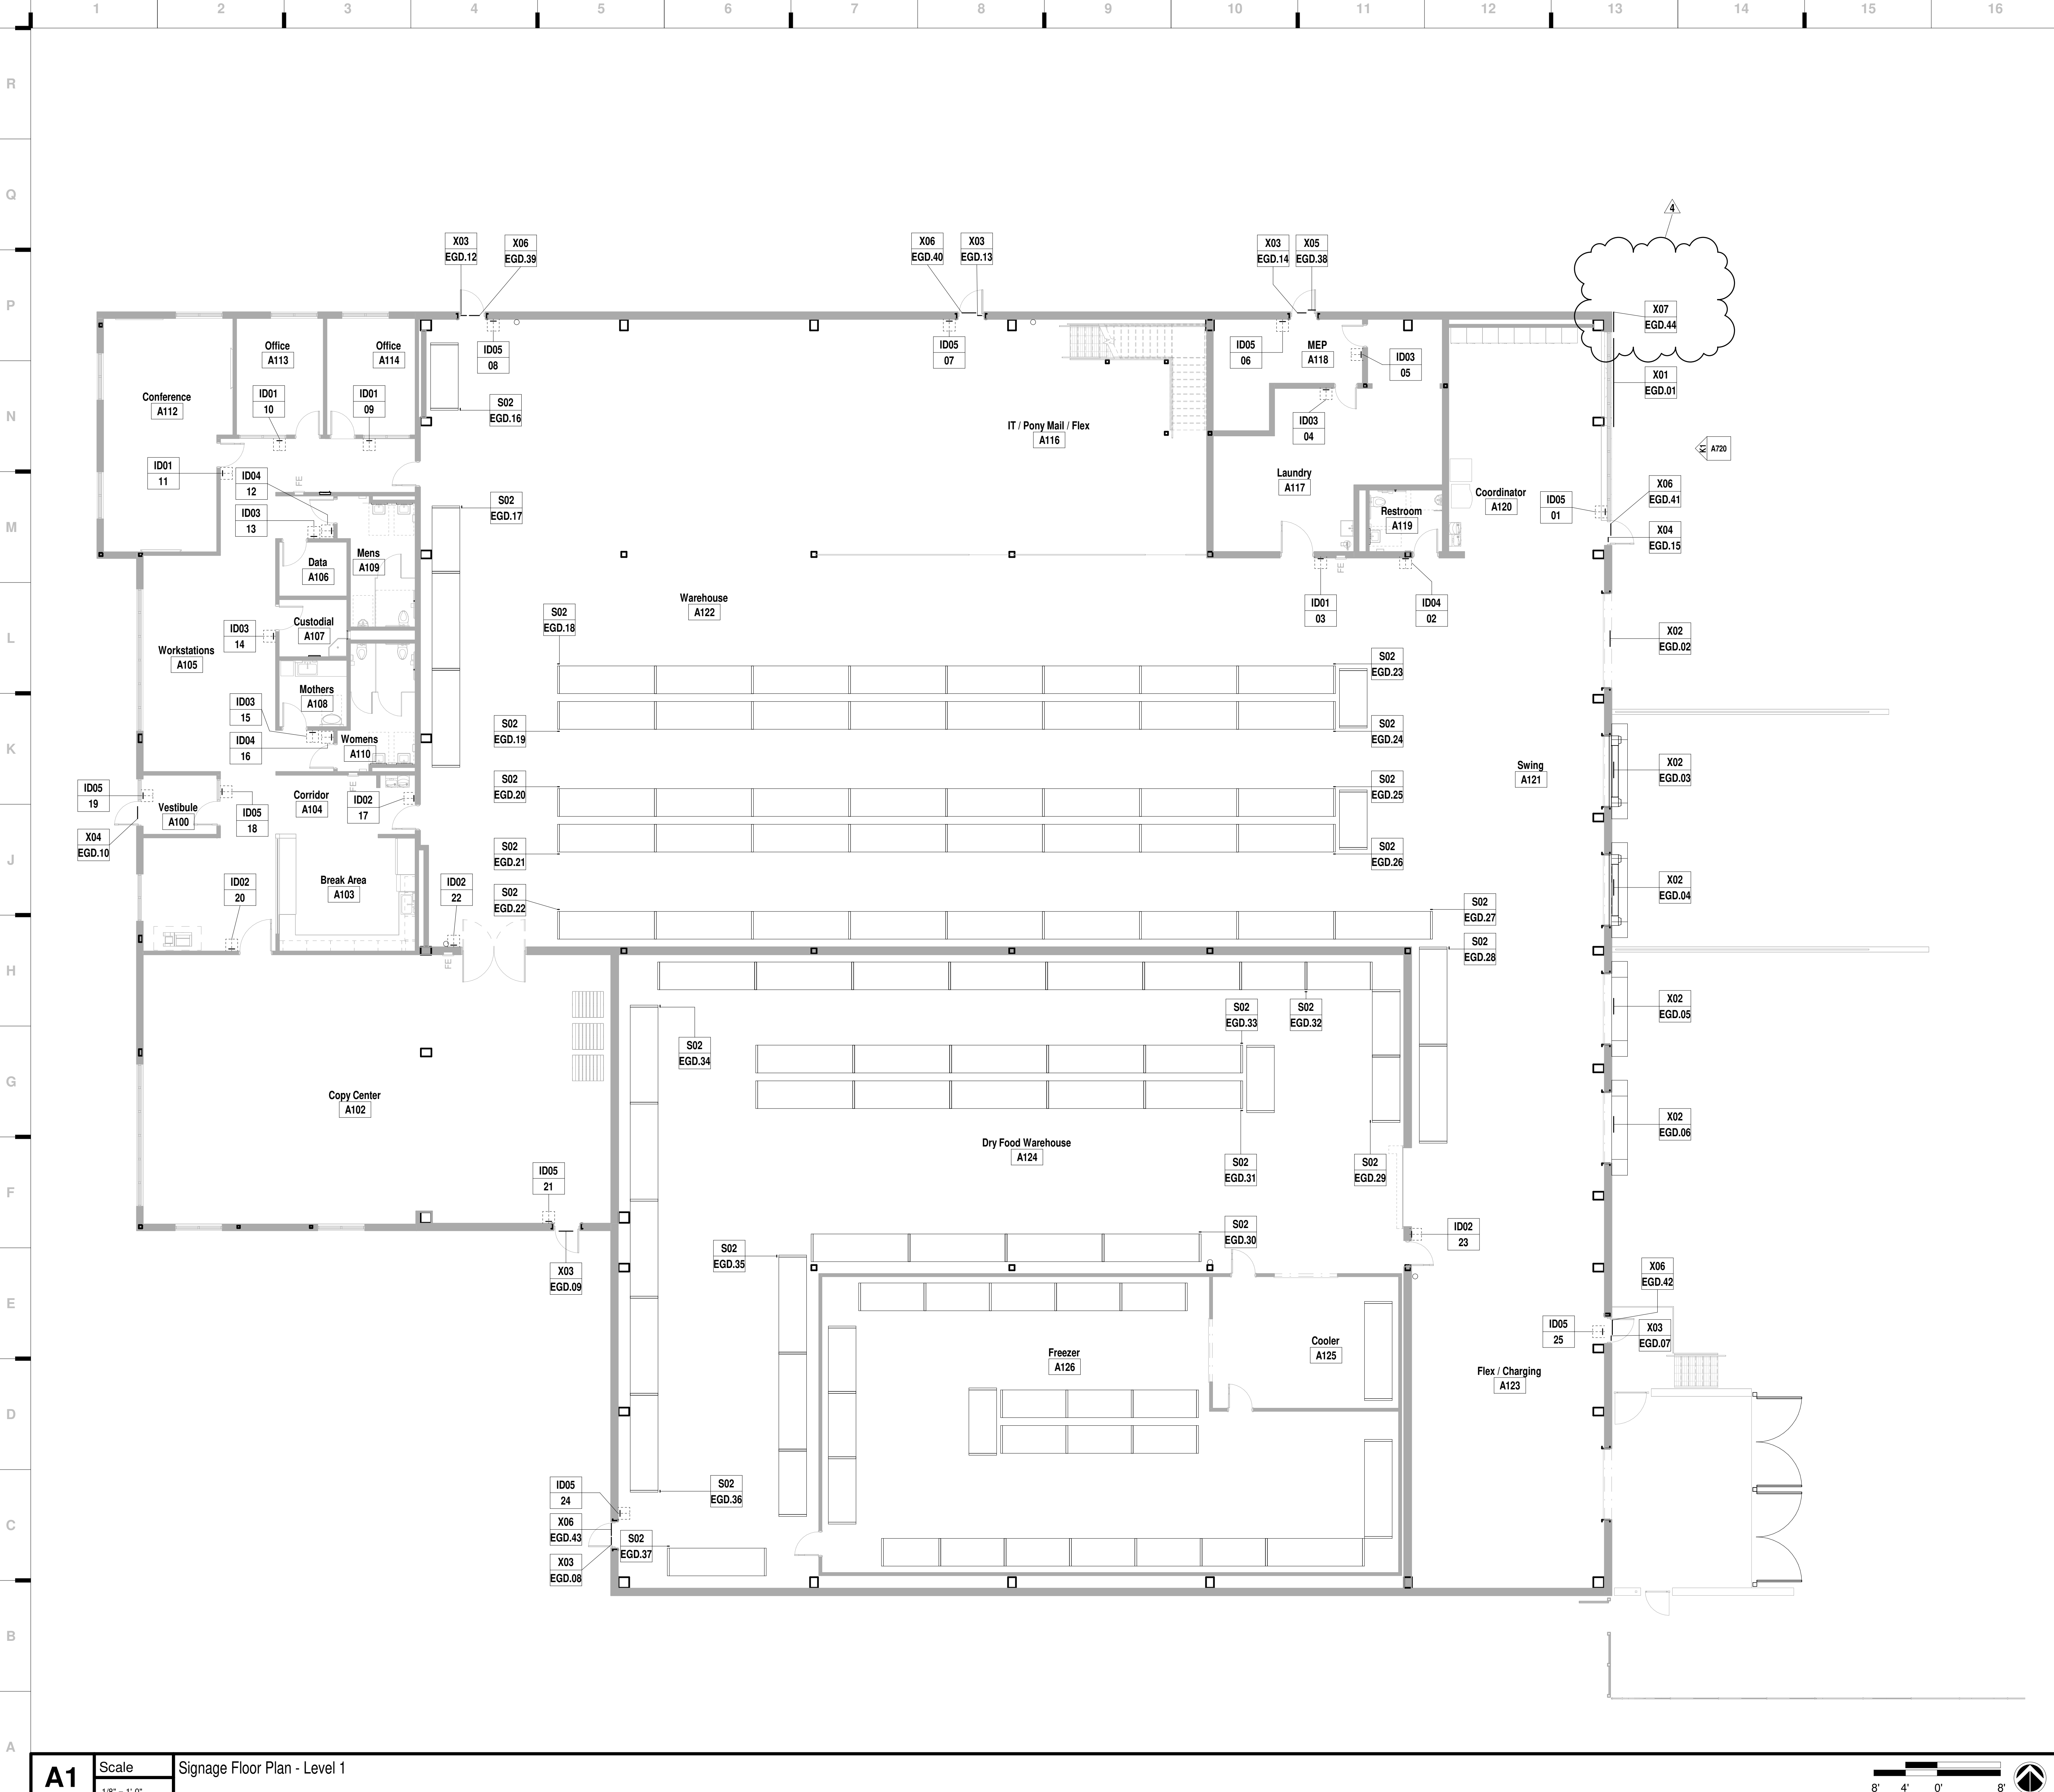 1 2 3 4 5 6 7 8 9 10 11 12 13 14 15 16
R
Q
P
N
M
L
K
J
H
G
F
E
D
C
B
A
4
X03
EGD.12
X06
EGD.39
X06
EGD.40
X03
EGD.13
X03
EGD.14
X05
EGD.38
X07
EGD.44
X01
EGD.01
K1
A720
X06
EGD.41
X04
EGD.15
ID05
01
Office
A113
Office
A114
Conference
A112
ID01
10
ID01
09
ID01
11
ID04
12
ID03
13
FE
ID05
08
S02
EGD.16
S02
EGD.17
ID05
07
IT / Pony Mail / Flex
A116
ID05
06
MEP
A118
ID03
05
ID03
04
Laundry
A117
Restroom
A119
Coordinator
A120
FE
ID01
03
ID04
02
Data
A106
Mens
A109
Custodial
A107
ID03
14
Workstations
A105
Mothers
A108
ID03
15
ID04
16
Womens
A110
FE
Warehouse
A122
S02
EGD.18
S02
EGD.23
S02
EGD.19
S02
EGD.24
S02
EGD.20
S02
EGD.25
S02
EGD.21
S02
EGD.26
S02
EGD.22
S02
EGD.27
S02
EGD.28
X02
EGD.02
Swing
A121
X02
EGD.03
X02
EGD.04
X02
EGD.05
X02
EGD.06
ID05
19
X04
EGD.10
Vestibule
A100
ID05
18
Corridor
A104
ID02
17
Break Area
A103
ID02
20
ID02
22
FE
Copy Center
A102
ID05
21
X03
EGD.09
S02
EGD.34
S02
EGD.33
S02
EGD.32
Dry Food Warehouse
A124
S02
EGD.31
S02
EGD.29
S02
EGD.30
S02
EGD.35
ID02
23
X06
EGD.42
X03
EGD.07
ID05
25
Freezer
A126
Cooler
A125
Flex / Charging
A123
S02
EGD.36
ID05
24
X06
EGD.43
X03
EGD.08
S02
EGD.37
A1
Scale
1/8" = 1'-0"
Signage Floor Plan - Level 1
8' 4' 0' 8'